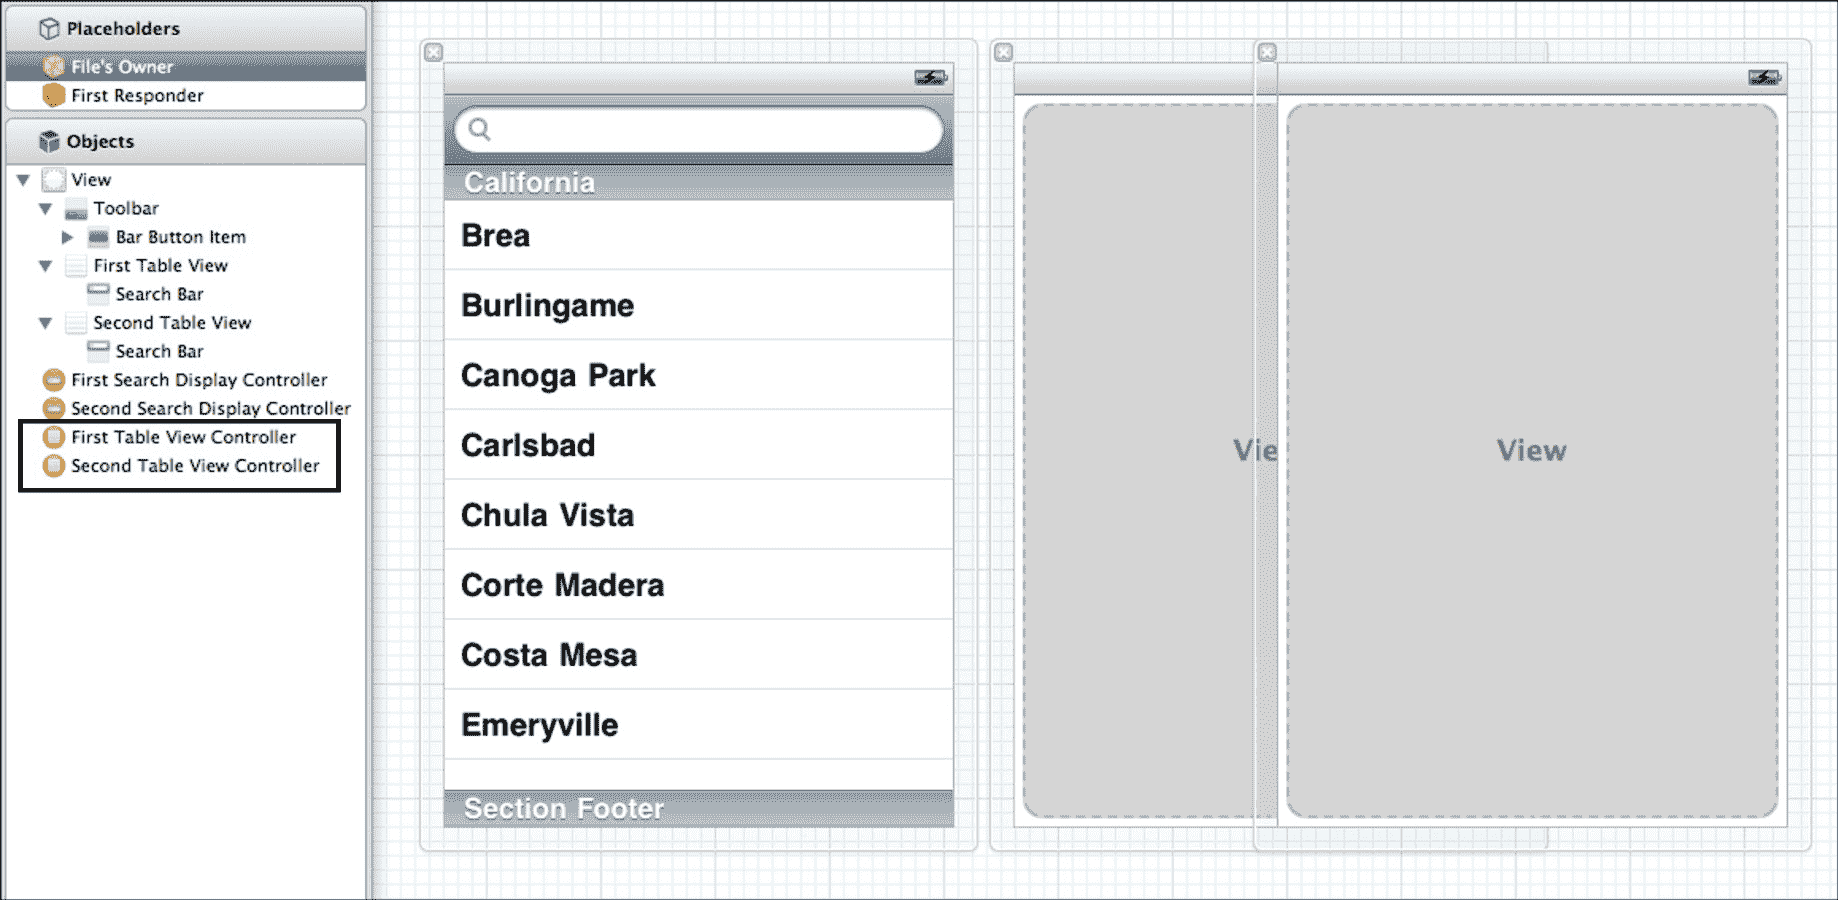 Placeholders
File's Owner
First Responder
Objects
View
Toolbar
Bar Button Item
First Table View
Search Bar
Second Table View
Search Bar
First Search Display Controller
Second Search Display Controller
First Table View Controller
Second Table View Controller
California
Brea
Burlingame
Canoga Park
Carlsbad
Chula Vista
Corte Madera
Costa Mesa
Emeryville
Section Footer
Vie
View